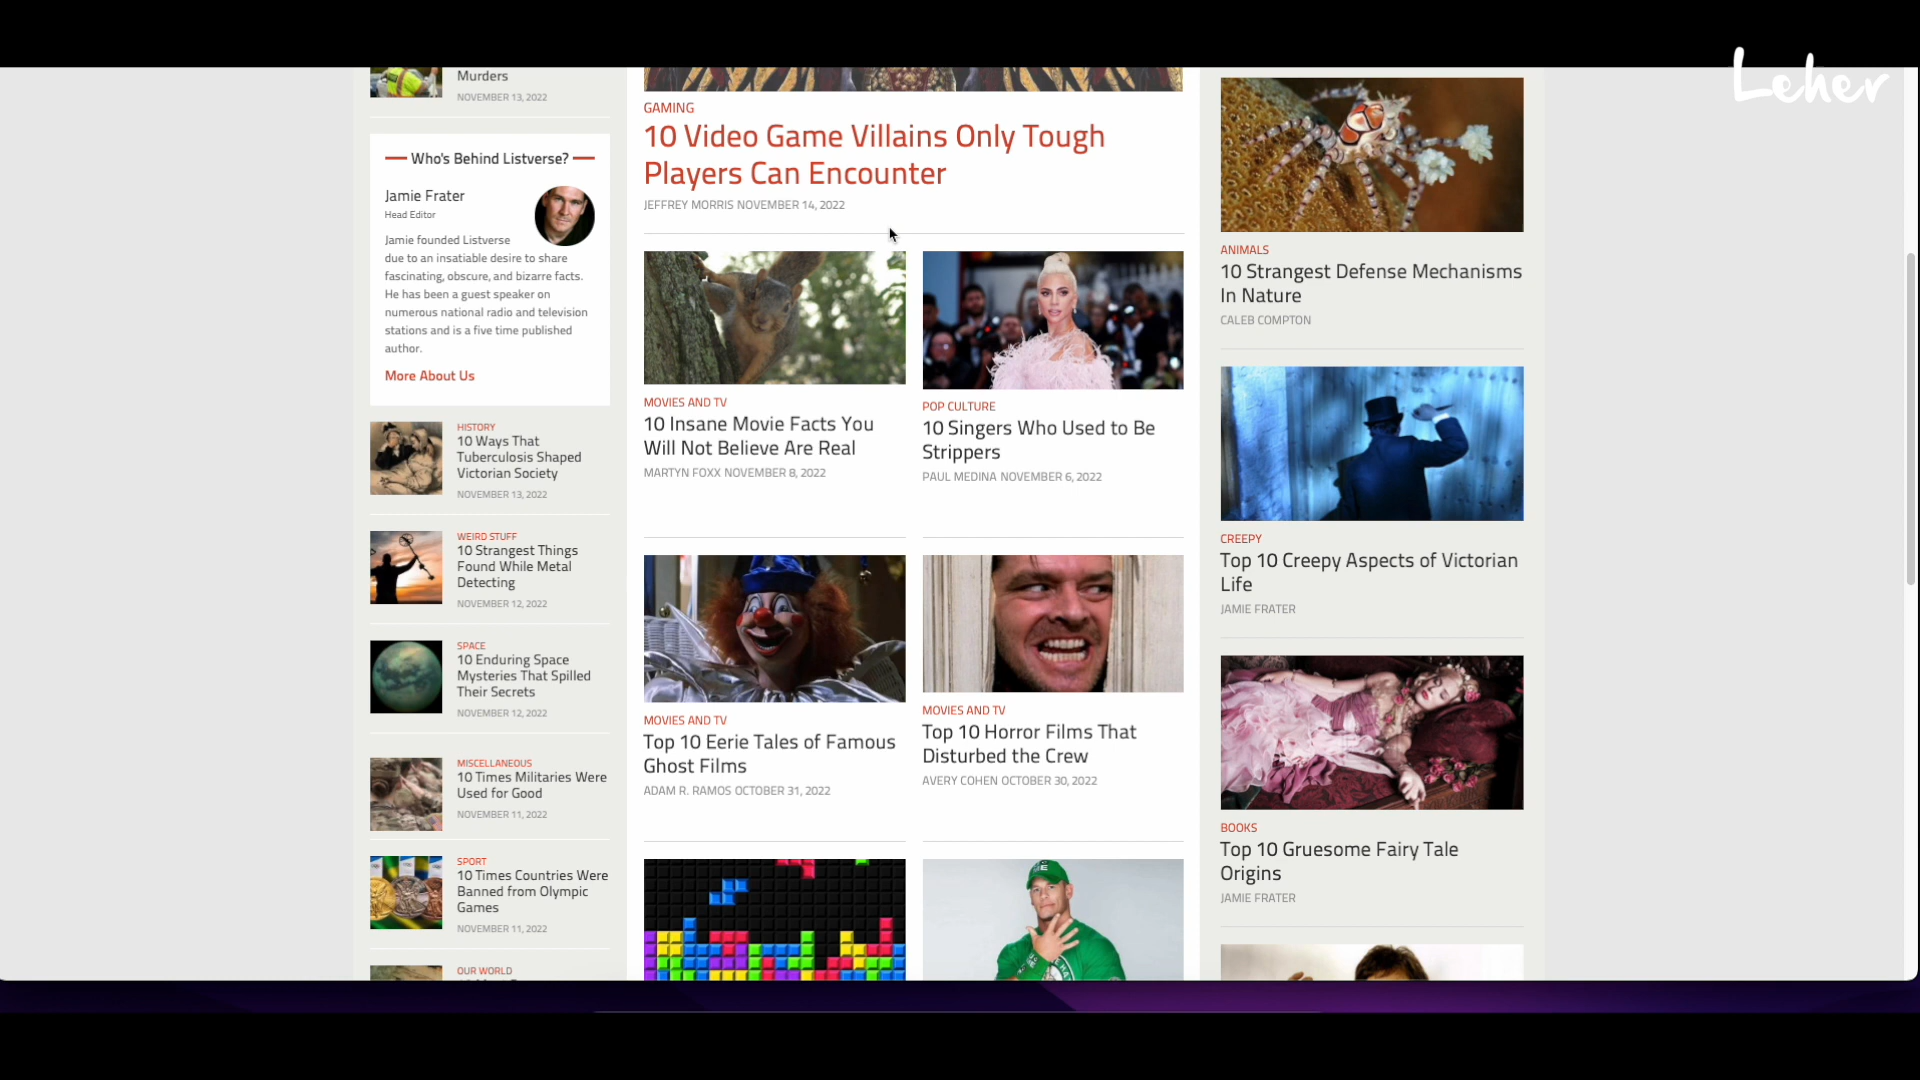 Leher
Murders
NOVEMBER 13, 2022
Who's Behind Listverse?
Jamie Frater
Head Editor
Jamie founded Listverse
due to an insatiable desire to share
fascinating, obscure, and bizarre facts.
He has been a guest speaker on
numerous national radio and television
stations and is a five time published
author.
More About Us
HISTORY
10 Ways That
Tuberculosis Shaped
Victorian Society
NOVEMBER 13, 2022
WEIRD STUFF
10 Strangest Things
Found While Metal
Detecting
NOVEMBER 12, 2022
SPACE
10 Enduring Space
Mysteries That Spilled
Their Secrets
NOVEMBER 12, 2022
MISCELLANEOUS
10 Times Militaries Were
Used for Good
NOVEMBER 11, 2022
SPORT
10 Times Countries Were
Banned from Olympic
Games
NOVEMBER 11, 2022
OUR WORLD
GAMING
10 Video Game Villains Only Tough
Players Can Encounter
JEFFREY MORRIS NOVEMBER 14, 2022
MOVIES AND TV
10 Insane Movie Facts You
Will Not Believe Are Real
MARTYN FOXX NOVEMBER 8, 2022
POP CULTURE
10 Singers Who Used to Be
Strippers
PAUL MEDINA NOVEMBER 6, 2022
MOVIES AND TV
Top 10 Eerie Tales of Famous
Ghost Films
ADAM R. RAMOS OCTOBER 31, 2022
MOVIES AND TV
Top 10 Horror Films That
Disturbed the Crew
AVERY COHEN OCTOBER 30, 2022
ANIMALS
10 Strangest Defense Mechanisms
In Nature
CALEB COMPTON
CREEPY
Top 10 Creepy Aspects of Victorian
Life
JAMIE FRATER
BOOKS
Top 10 Gruesome Fairy Tale
Origins
JAMIE FRATER